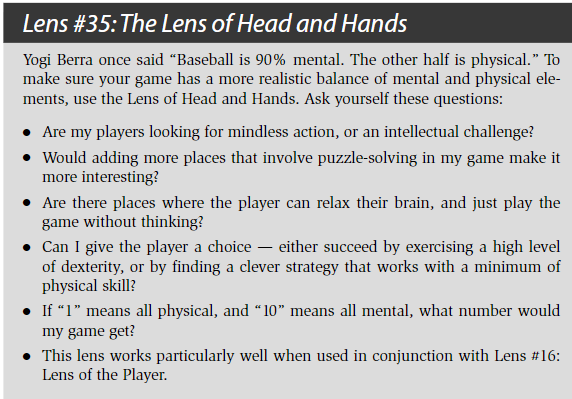 Lens #35: The Lens of Head and Hands
Yogi Berra once said “Baseball is 90% mental. The other half is physical.” To
make sure your game has a more realistic balance of mental and physical ele-
ments, use the Lens of Head and Hands. Ask yourself these questions:
● Are my players looking for mindless action, or an intellectual challenge?
● Would adding more places that involve puzzle-solving in my game make it
more interesting?
● Are there places where the player can relax their brain, and just play the
game without thinking?
● Can I give the player a choice — either succeed by exercising a high level
of dexterity, or by finding a clever strategy that works with a minimum of
physical skill?
● If “1” means all physical, and “10” means all mental, what number would
my game get?
● This lens works particularly well when used in conjunction with Lens #16:
Lens of the Player.